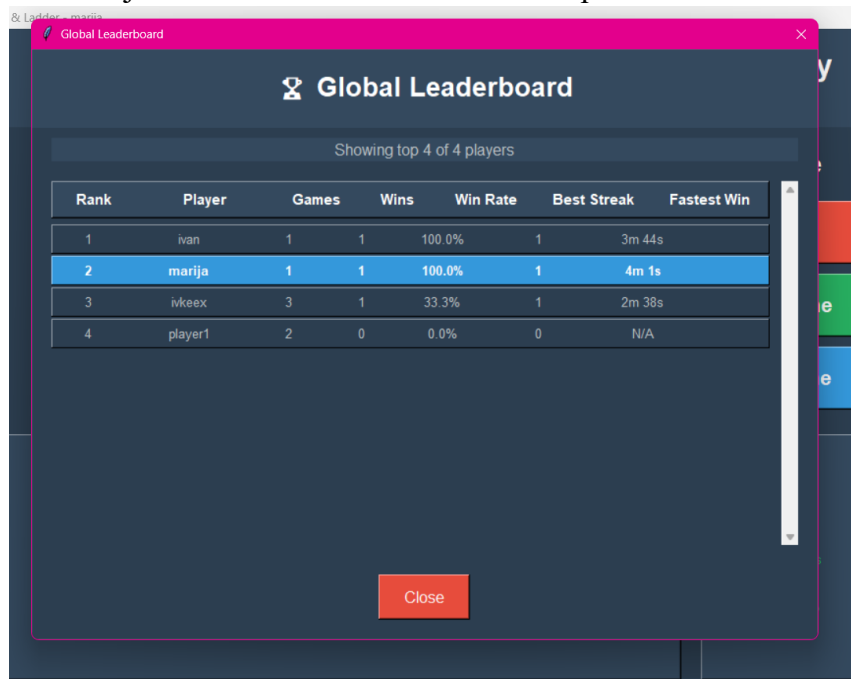 & Ladder - marija
Global Leaderboard
Global Leaderboard
Showing top 4 of 4 players
Rank Player Games Wins Win Rate Best Streak Fastest Win
1 ivan 1 1 100.0% 1 3m 44s
2 marija 1 1 100.0% 1 4m 1s
3 ivkeex 3 1 33.3% 1 2m 38s
4 player1 2 0 0.0% 0 N/A
Close